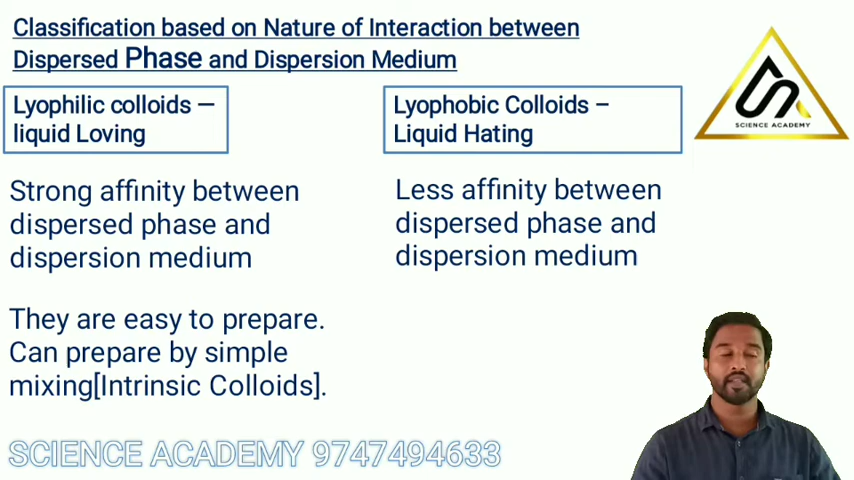 Classification based on Nature of Interaction between
Dispersed Phase and Dispersion Medium
Lyophilic colloids —
liquid Loving
Lyophobic Colloids –
Liquid Hating
SCIENCE ACADEMY
Strong affinity between
dispersed phase and
dispersion medium
Less affinity between
dispersed phase and
dispersion medium
They are easy to prepare.
Can prepare by simple
mixing[Intrinsic Colloids].
SCIENCE ACADEMY 9747494633